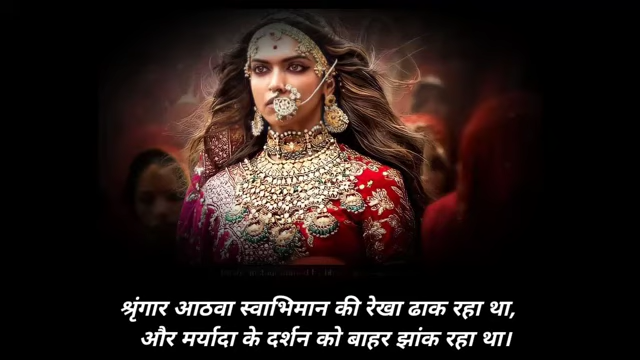 श्रृंगार आठवा स्वाभिमान की रेखा ढाक रहा था,
और मर्यादा के दर्शन को बाहर झांक रहा था।